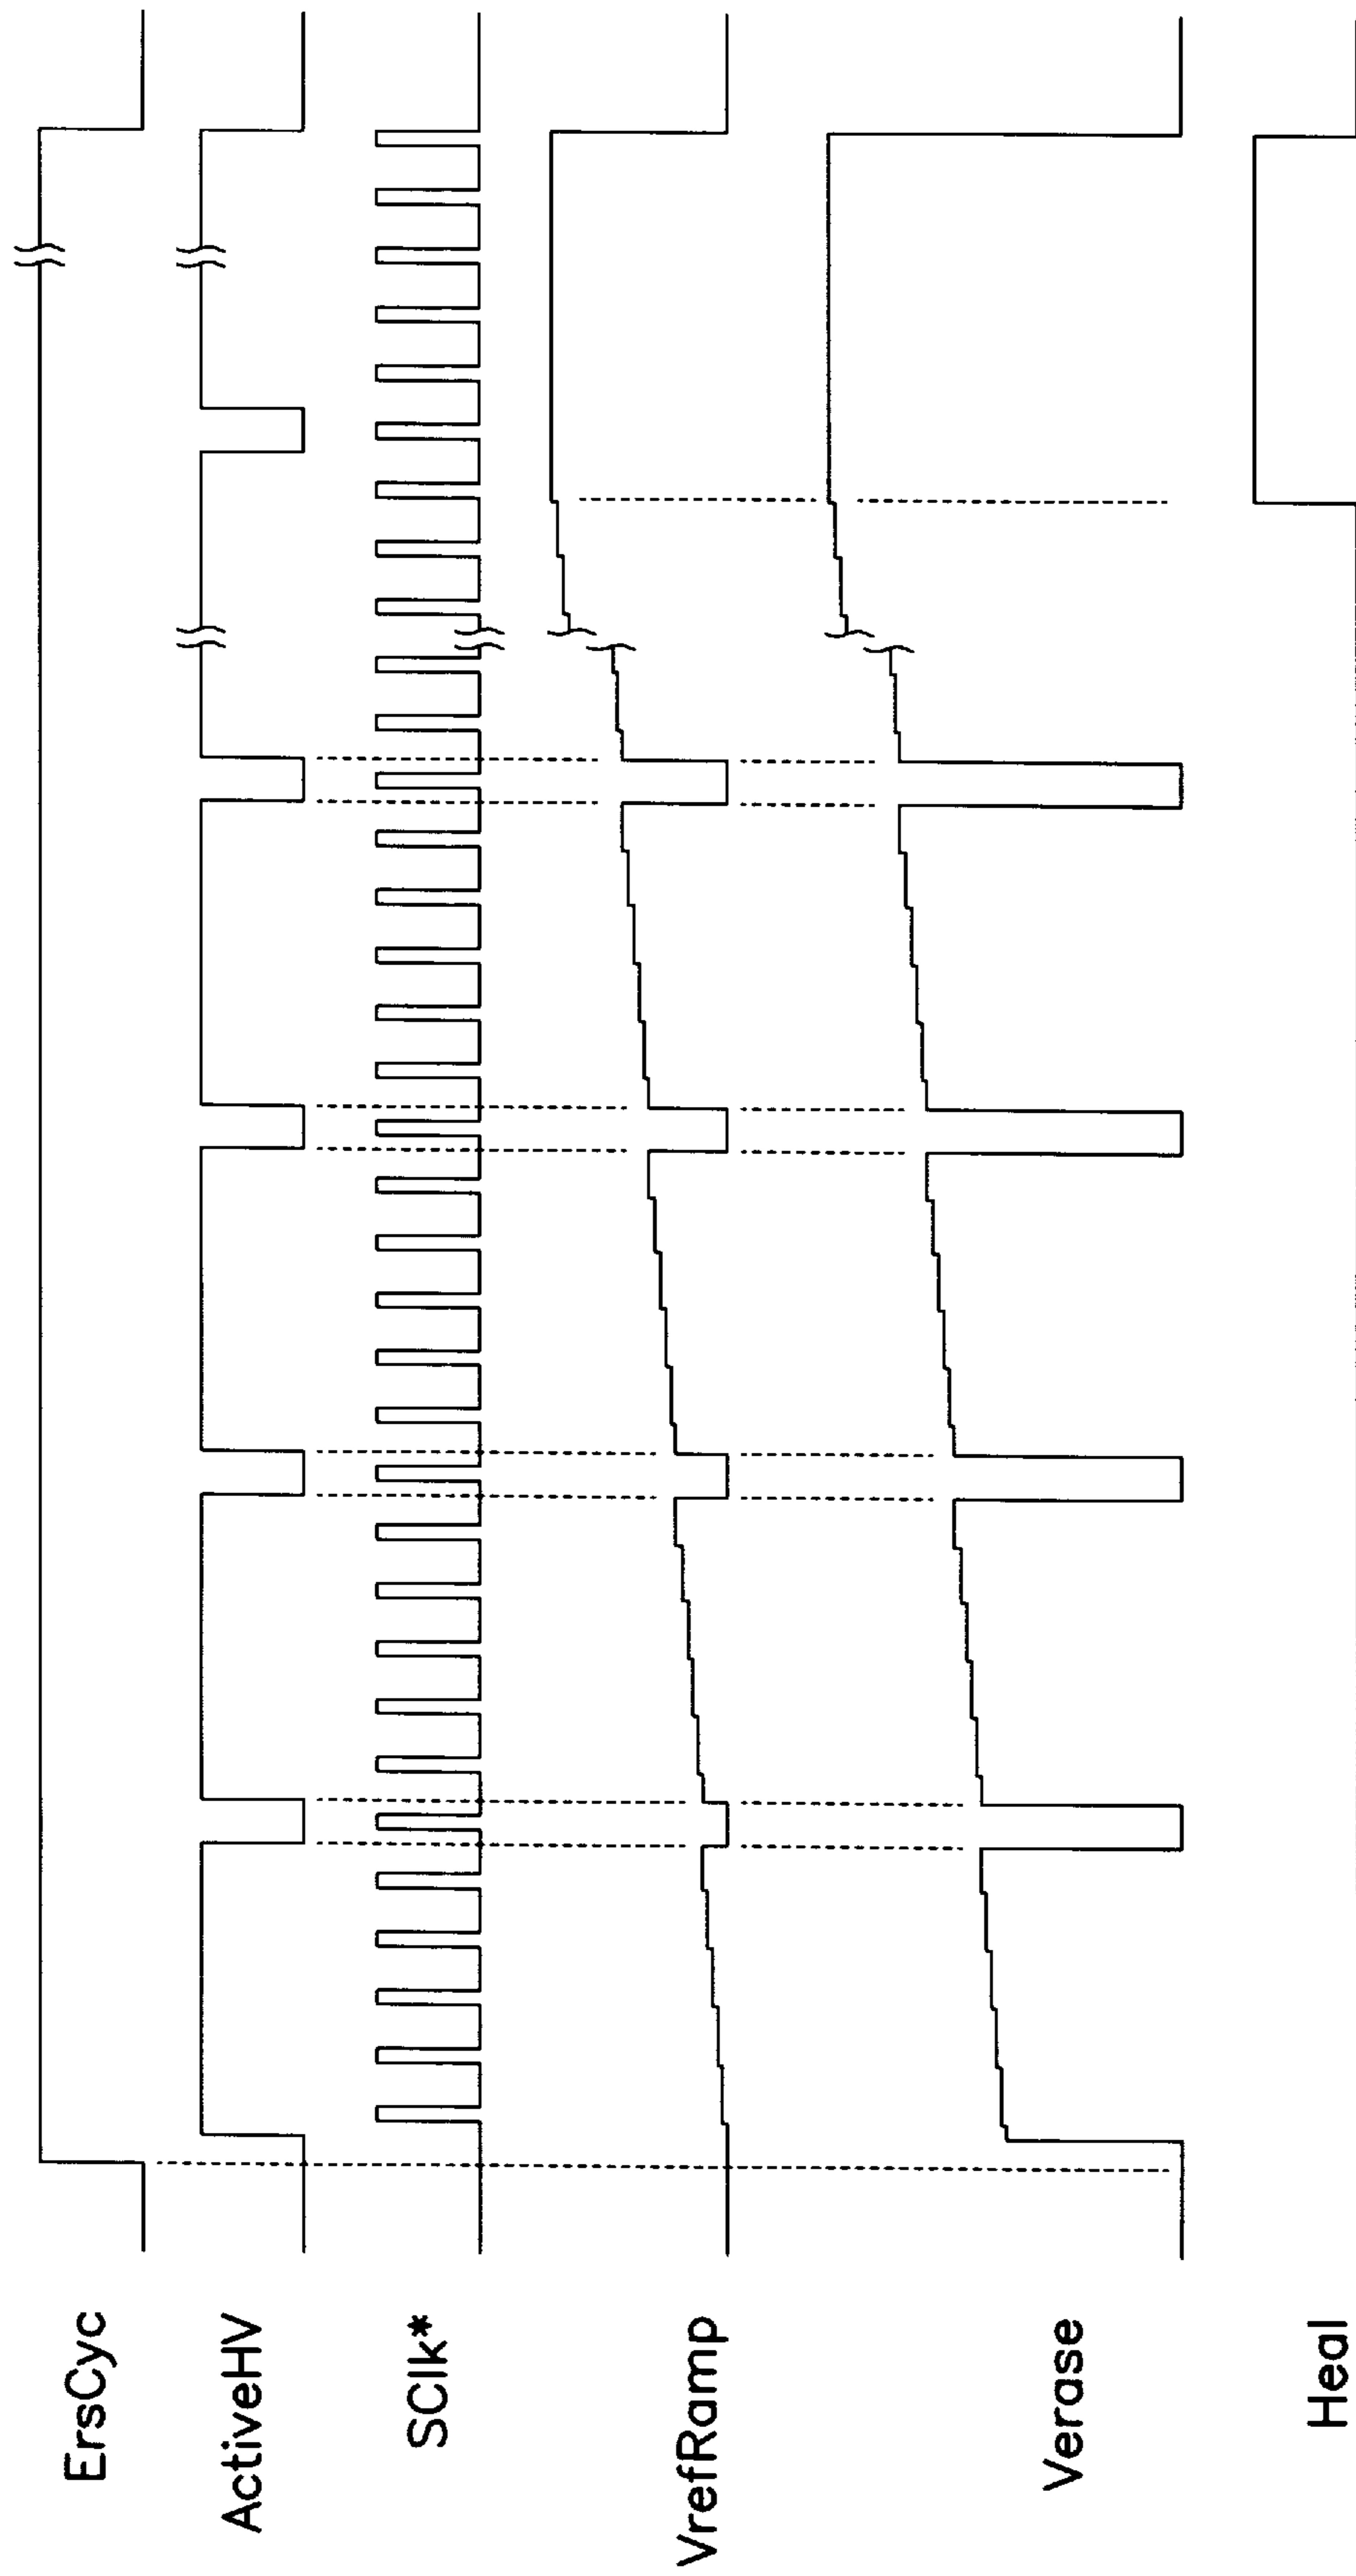 ErsCyc
ActiveHV
SClk*
VrefRamp
Verase
Heal